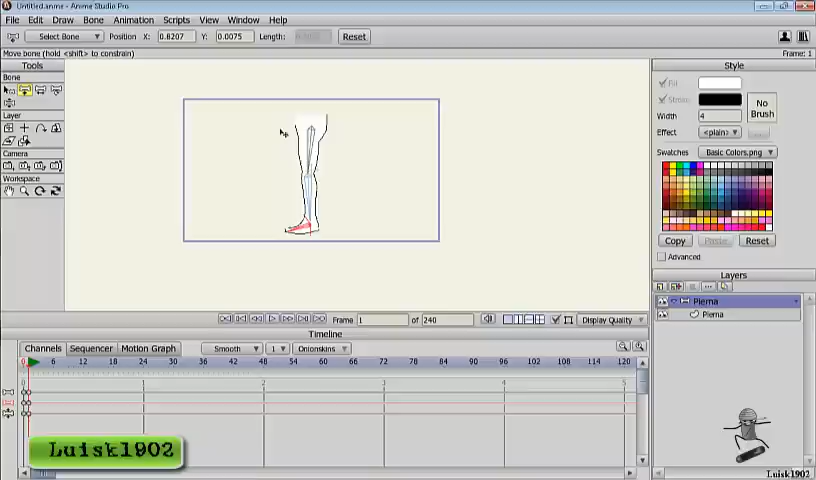 Untitled.anme - Anime Studio Pro
File Edit Draw Bone Animation Scripts View Window Help
Select Bone Position X: 0.8207 Y: 0.0075 Length: Reset
Move bone (hold <shift> to constrain) Frame: 1
Tools
Bone
Layer
Camera
Workspace
Style
Fill
Stroke
No Brush
Width 4
Effect <plain>
Swatches Basic Colors.png
Copy Paste Reset
Advanced
Layers
Pierna
Pierna
Frame 1 of 240 Display Quality
Timeline
Channels Sequencer Motion Graph Smooth 1 Onionskins
0 6 12 18 24 30 36 42 48 54 60 66 72 78 84 90 96 102 108 114 120
0 1 2 3 4 5
Luisk1902
Luisk1902